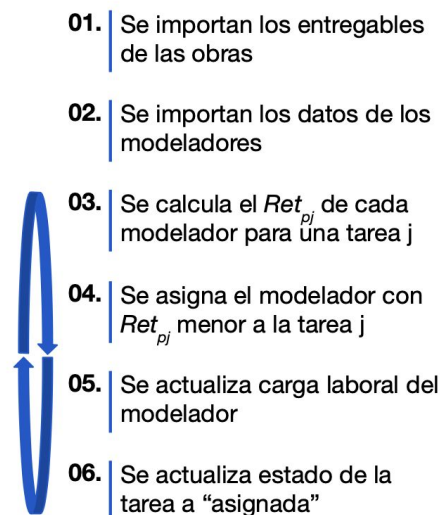 01. Se importan los entregables
de las obras
02. Se importan los datos de los
modeladores
03. Se calcula el Ret_pj de cada
modelador para una tarea j
04. Se asigna el modelador con
Ret_pj menor a la tarea j
05. Se actualiza carga laboral del
modelador
06. Se actualiza estado de la
tarea a “asignada”